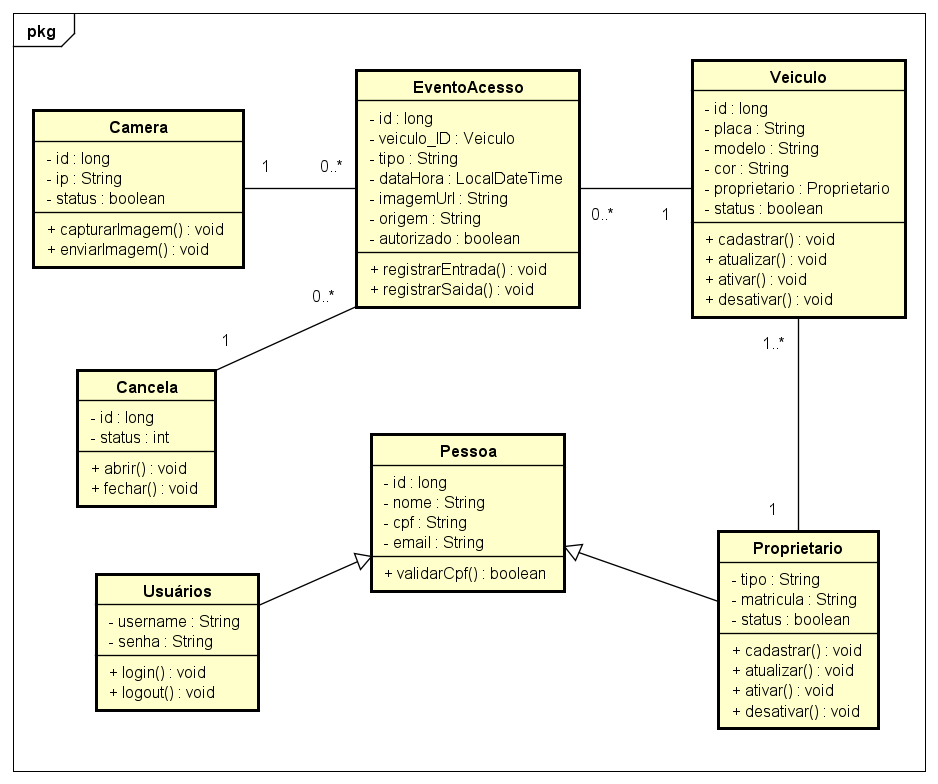 pkg
Camera
- id : long
- ip : String
- status : boolean
+ capturarImagem() : void
+ enviarImagem() : void
1
0..*
EventoAcesso
- id : long
- veiculo_ID : Veiculo
- tipo : String
- dataHora : LocalDateTime
- imagemUrl : String
- origem : String
- autorizado : boolean
+ registrarEntrada() : void
+ registrarSaida() : void
0..*
1
Veiculo
- id : long
- placa : String
- modelo : String
- cor : String
- proprietario : Proprietario
- status : boolean
+ cadastrar() : void
+ atualizar() : void
+ ativar() : void
+ desativar() : void
0..*
1
Cancela
- id : long
- status : int
+ abrir() : void
+ fechar() : void
1..*
1
Pessoa
- id : long
- nome : String
- cpf : String
- email : String
+ validarCpf() : boolean
Usuários
- username : String
- senha : String
+ login() : void
+ logout() : void
Proprietario
- tipo : String
- matricula : String
- status : boolean
+ cadastrar() : void
+ atualizar() : void
+ ativar() : void
+ desativar() : void